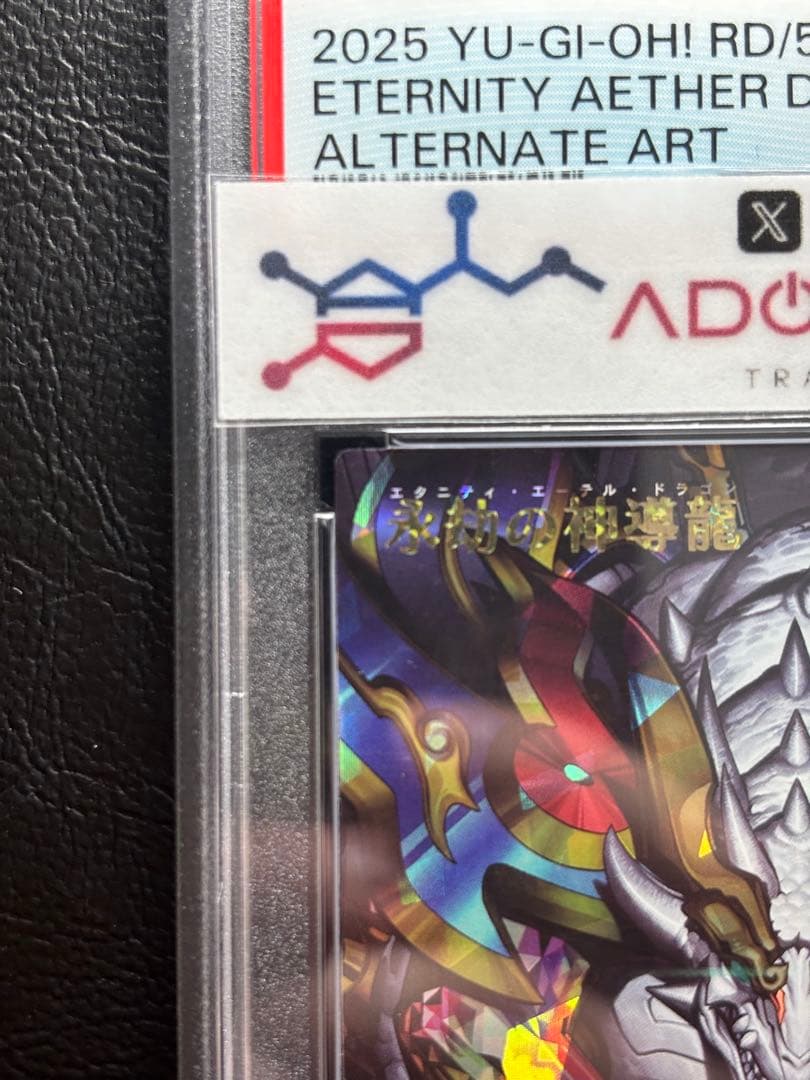 2025 YU-GI-OH! RD/5
ETERNITY AETHER D
ALTERNATE ART
X
ADO
TRA
エタニティ・エーテル・ドラゴン
永劫の神導龍